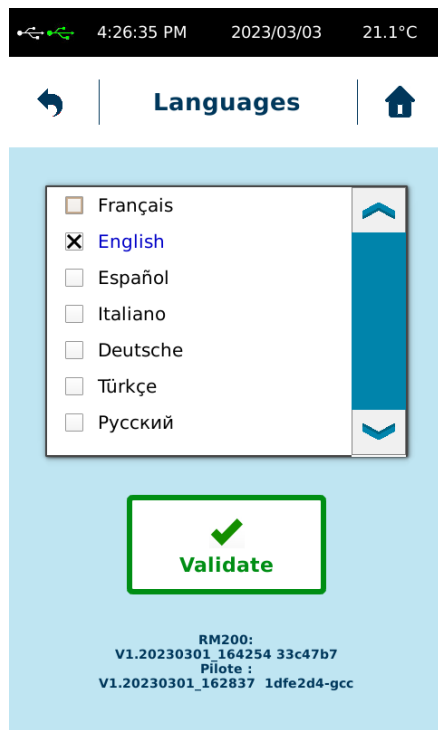 4:26:35 PM 2023/03/03 21.1°C
Languages
Français
English
Español
Italiano
Deutsche
Türkçe
Русский
Validate
RM200:
V1.20230301_164254 33c47b7
Pilote :
V1.20230301_162837 1dfe2d4-gcc